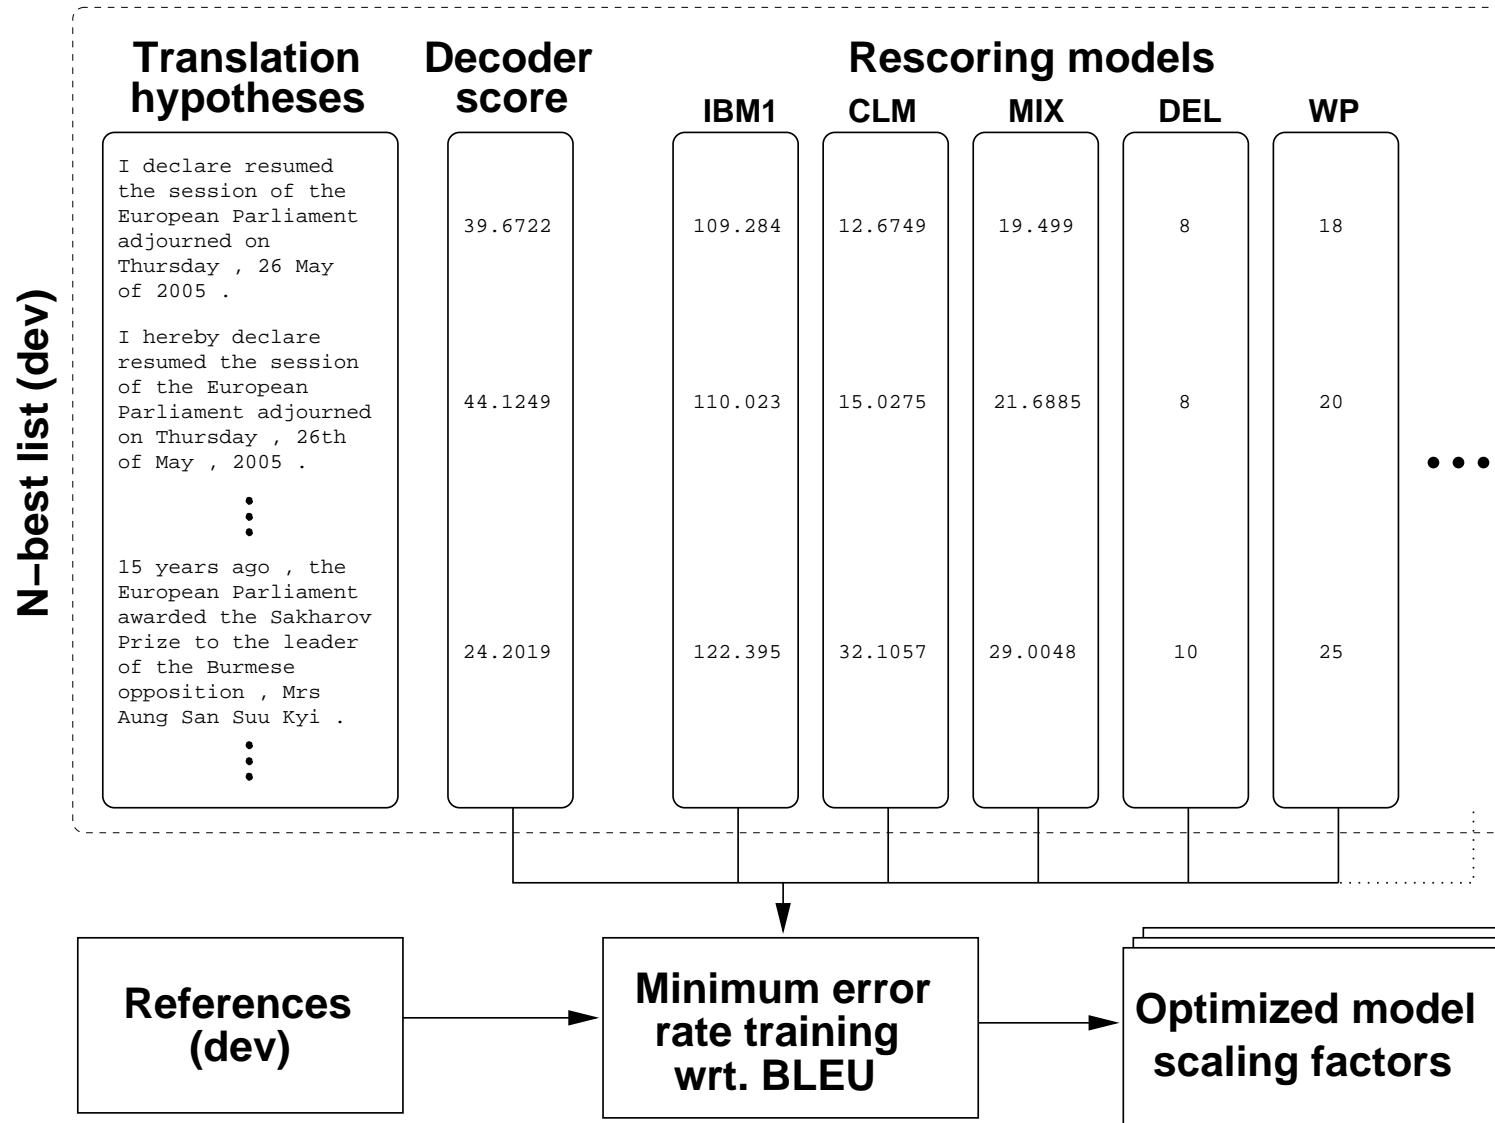 Translation
hypotheses
Decoder
score
Rescoring models
IBM1 CLM MIX DEL WP
N–best list (dev)
I declare resumed
the session of the
European Parliament
adjourned on
Thursday , 26 May
of 2005 .
39.6722 109.284 12.6749 19.499 8 18
I hereby declare
resumed the session
of the European
Parliament adjourned
on Thursday , 26th
of May , 2005 .
44.1249 110.023 15.0275 21.6885 8 20
15 years ago , the
European Parliament
awarded the Sakharov
Prize to the leader
of the Burmese
opposition , Mrs
Aung San Suu Kyi .
24.2019 122.395 32.1057 29.0048 10 25
References
(dev)
Minimum error
rate training
wrt. BLEU
Optimized model
scaling factors